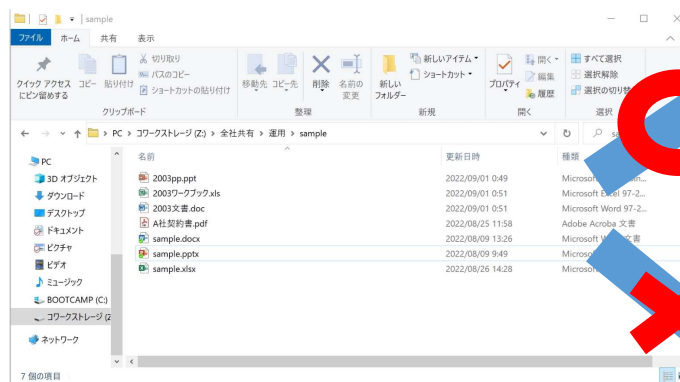 sample
ファイル ホーム 共有 表示
クイック アクセス
にピン留めする
コピー
貼り付け
切り取り
パスのコピー
ショートカットの貼り付け
クリップボード
移動先
コピー先
削除
名前の
変更
整理
新しい
フォルダー
新しいアイテム
ショートカット
新規
プロパティ
開く
編集
履歴
開く
すべて選択
選択解除
選択の切り替
選択
PC › コワークストレージ (Z:) › 全社共有 › 運用 › sample
名前 更新日時 種類
PC
3D オブジェクト
ダウンロード
デスクトップ
ドキュメント
ピクチャ
ビデオ
ミュージック
BOOTCAMP (C:)
コワークストレージ (Z
ネットワーク
2003pp.ppt 2022/09/01 0:49
2003ワークブック.xls 2022/09/01 0:51 Microsoft Excel 97-2...
2003文書.doc 2022/09/01 0:51 Microsoft Word 97-2...
A社契約書.pdf 2022/08/25 11:58 Adobe Acroba 文書
sample.docx 2022/08/09 13:26 Microsoft
sample.pptx 2022/08/09 9:49
sample.xlsx 2022/08/26 14:28
7 個の項目